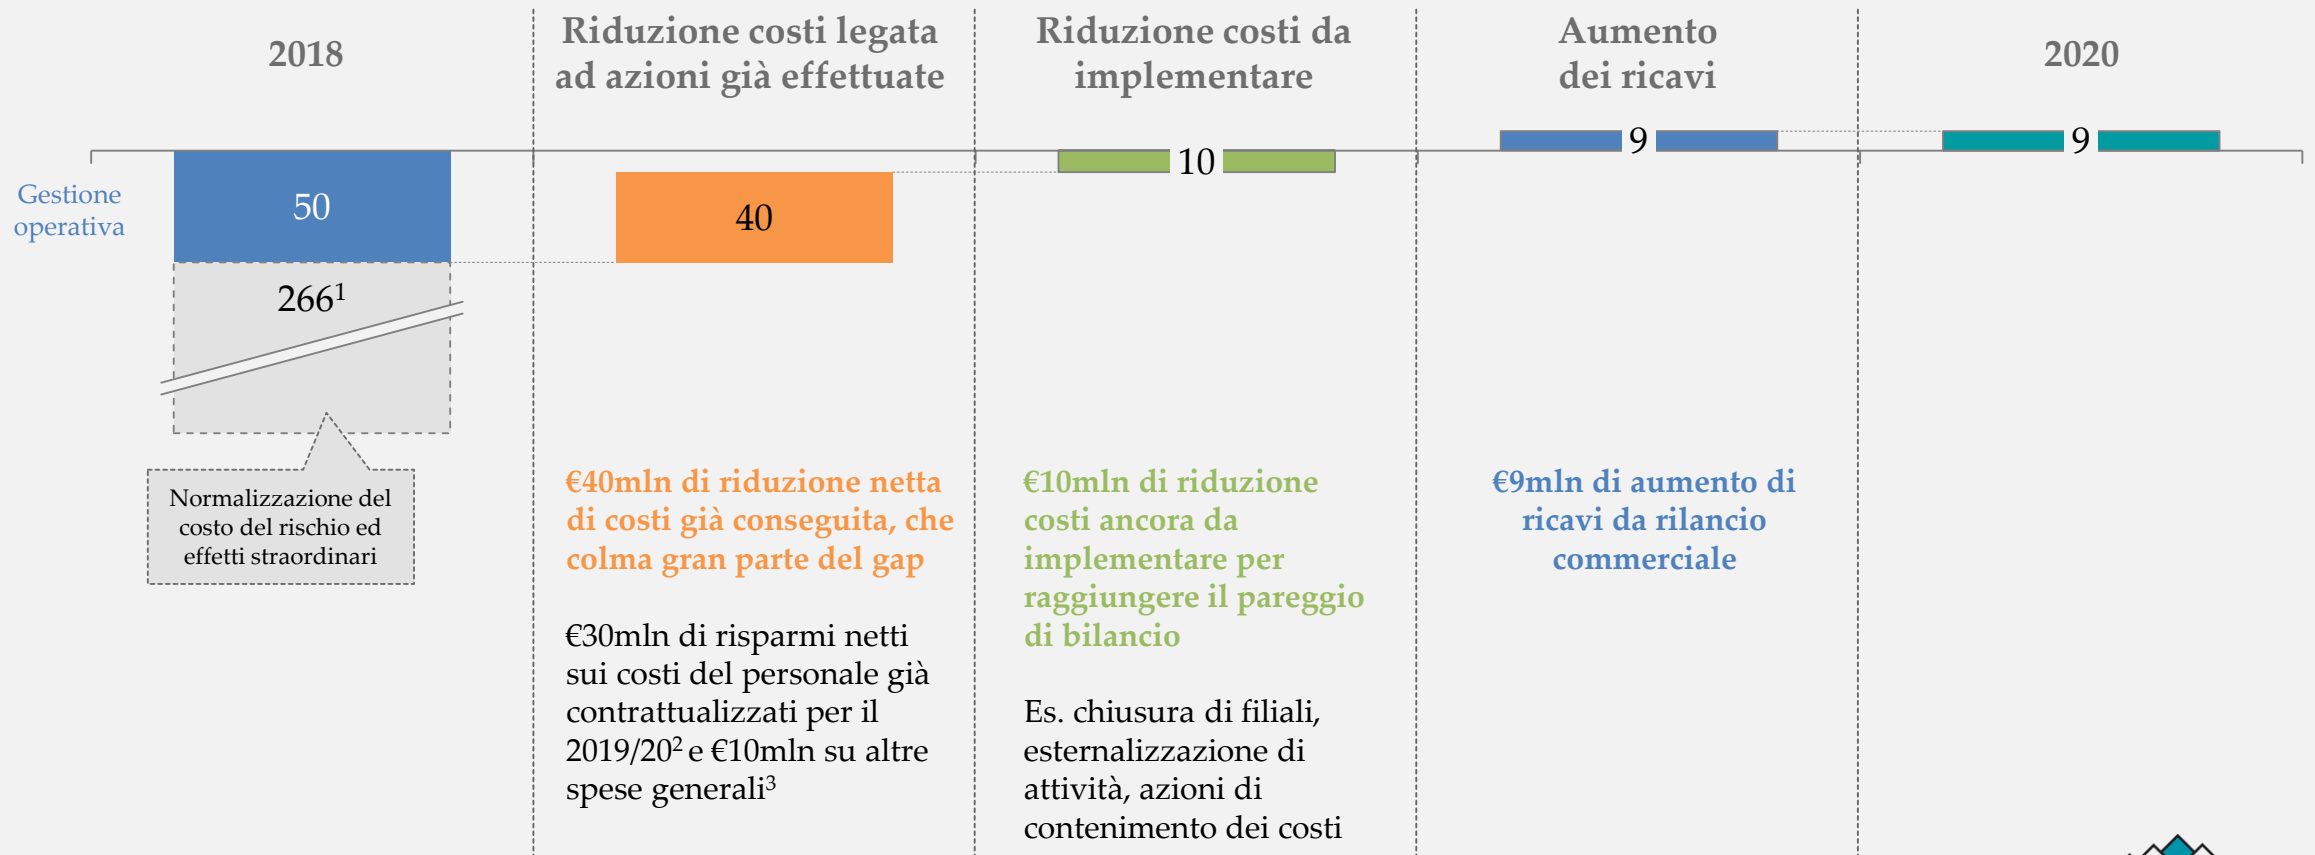 2018
Riduzione costi legata
ad azioni già effettuate
Riduzione costi da
implementare
Aumento
dei ricavi
2020
Gestione
operativa
50
40
10
9
9
266¹
Normalizzazione del
costo del rischio ed
effetti straordinari
€40mln di riduzione netta
di costi già conseguita, che
colma gran parte del gap
€30mln di risparmi netti
sui costi del personale già
contrattualizzati per il
2019/20² e €10mln su altre
spese generali³
€10mln di riduzione
costi ancora da
implementare per
raggiungere il pareggio
di bilancio
Es. chiusura di filiali,
esternalizzazione di
attività, azioni di
contenimento dei costi
€9mln di aumento di
ricavi da rilancio
commerciale